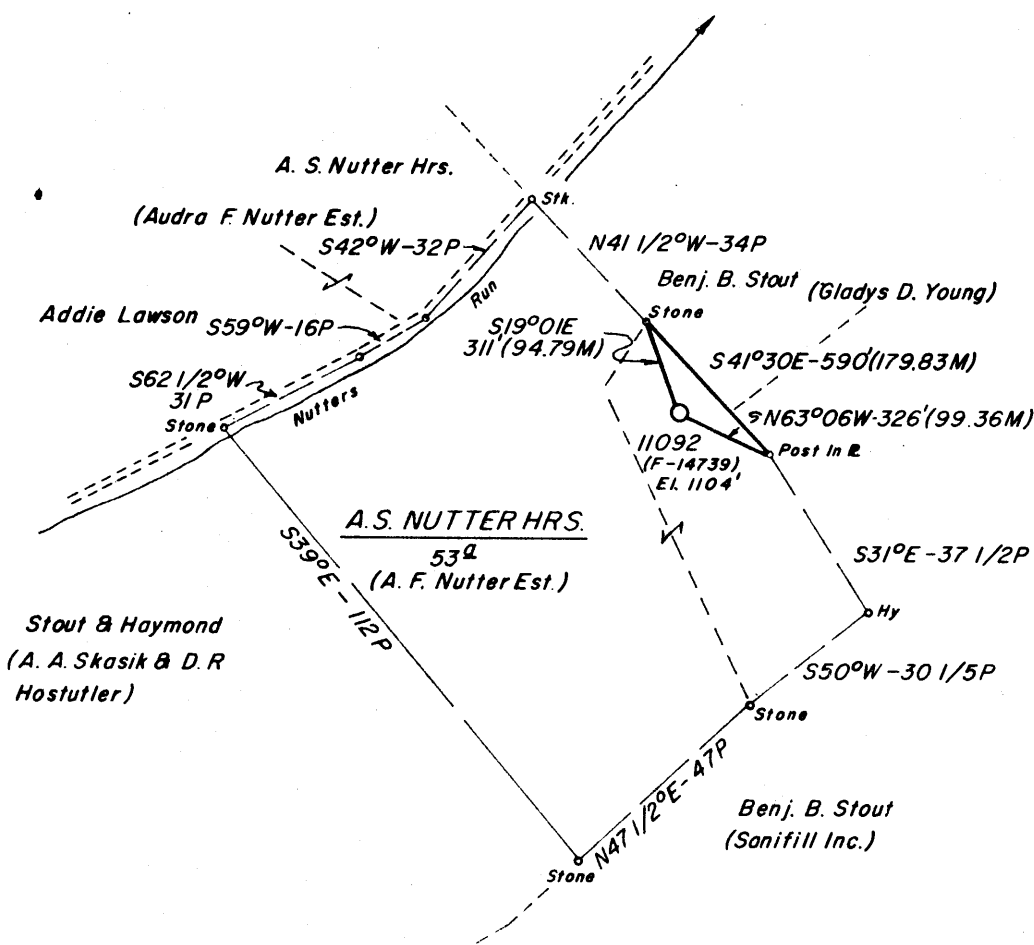 A. S. Nutter Hrs.
Stk.
(Audra F. Nutter Est.)
N41 1/2°W-34P
S42°W-32P
Benj. B. Stout (Gladys D. Young)
Addie Lawson
S59°W-16P
Run
Stone
S19°01E
311'(94.79M)
S41°30E-590'(179.83M)
S62 1/2°W
31P
Nutters
Stone
N63°06W-326'(99.36M)
11092
(F-14739)
El. 1104'
Post In
A.S. NUTTER HRS.
53a
(A. F. Nutter Est.)
S39°E-112P
S31°E-37 1/2P
Hy
Stout & Haymond
(A. A. Skasik & D. R
Hostutler)
S50°W-30 1/5P
Stone
N47 1/2°E-47P
Benj. B. Stout
(Sanifill Inc.)
Stone